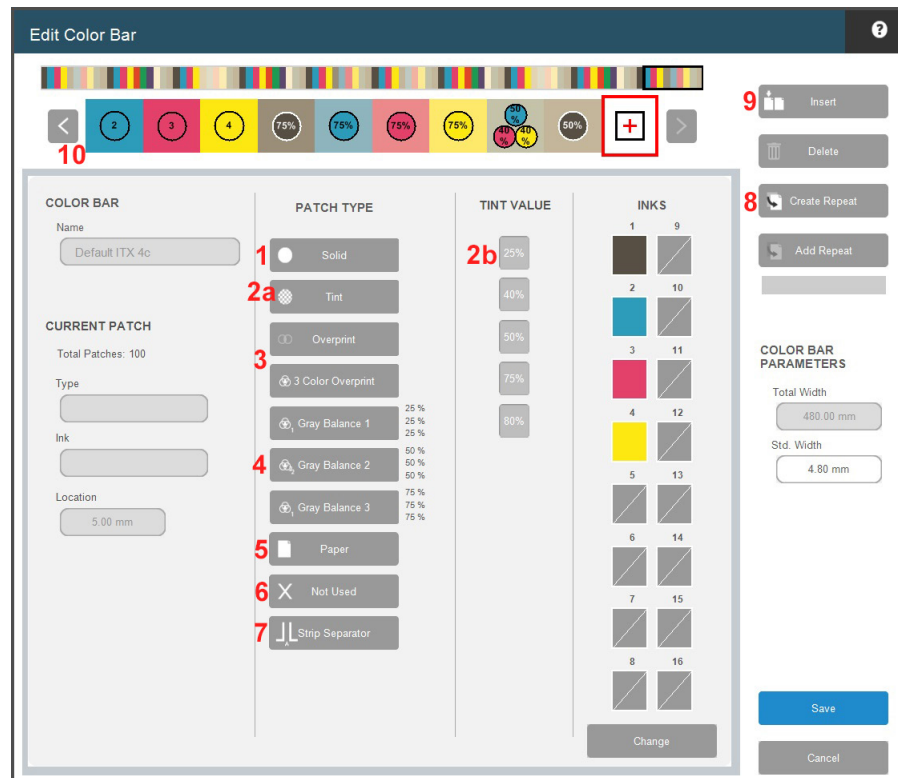 Edit Color Bar
?
9 Insert
2 3 4 75% 75% 75% 75% 50% 40% 40% 50% +
10
Delete
8 Create Repeat
Add Repeat
COLOR BAR
Name
Default ITX 4c
CURRENT PATCH
Total Patches: 100
Type
Ink
Location
5.00 mm
PATCH TYPE
1 Solid
2a Tint
Overprint
3
3 Color Overprint
Gray Balance 1
25 %
25 %
25 %
4 Gray Balance 2
50 %
50 %
50 %
Gray Balance 3
75 %
75 %
75 %
5 Paper
6 Not Used
7 Strip Separator
TINT VALUE
2b 25%
40%
50%
75%
80%
INKS
1 9
2 10
3 11
4 12
5 13
6 14
7 15
8 16
Change
COLOR BAR
PARAMETERS
Total Width
480.00 mm
Std. Width
4.80 mm
Save
Cancel